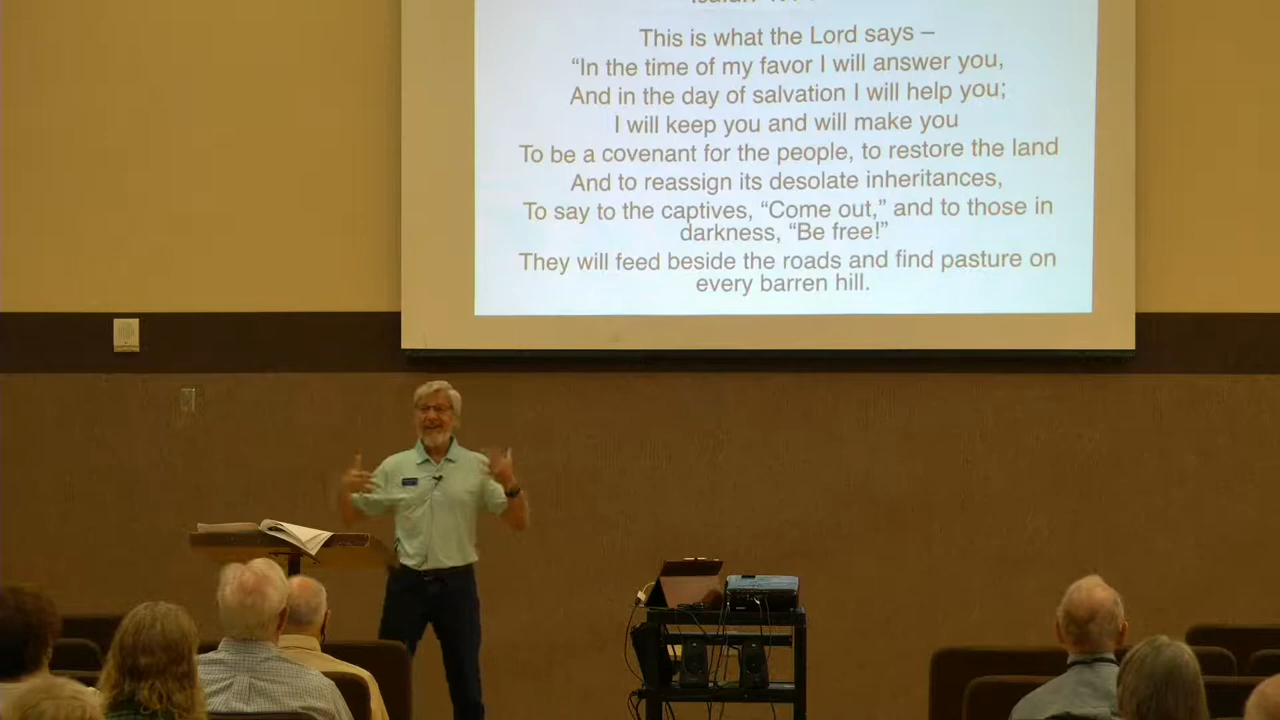 This is what the Lord says –
“In the time of my favor I will answer you,
And in the day of salvation I will help you;
I will keep you and will make you
To be a covenant for the people, to restore the land
And to reassign its desolate inheritances,
To say to the captives, “Come out,” and to those in
darkness, “Be free!”
They will feed beside the roads and find pasture on
every barren hill.